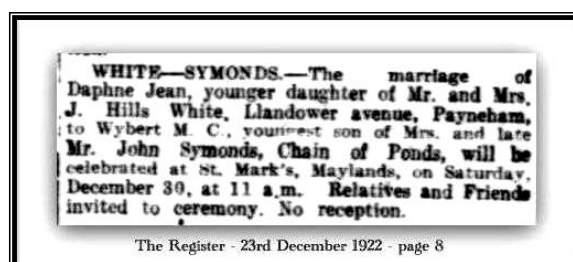 WHITE—SYMONDS.—The marriage of
Daphne Jean, younger daughter of Mr. and Mrs.
J. Hills White, Llandower avenue, Payneham,
to Wybert M. C., youngest son of Mrs. and late
Mr. John Symonds, Chain of Ponds, will be
celebrated at St. Mark's, Maylands, on Saturday,
December 30, at 11 a.m. Relatives and Friends
invited to ceremony. No reception.
The Register - 23rd December 1922 - page 8